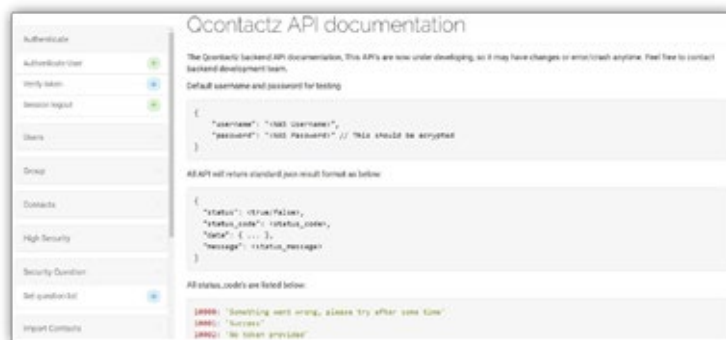 Authenticate
Authenticate User
Verify token
Session logout
Users
Group
Contacts
High Security
Security Question
Get question list
Import Contacts
Qcontactz API documentation
The Qcontactz backend API documentation, This API's are now under developing, so it may have changes or error/crash anytime. Feel free to contact
backend development team.
Default username and password for testing
{
"username": "<NAS Username>",
"password": "<NAS Password>" // This should be encrypted
}
All API will return standard json result format as below
{
"status": <true/false>,
"status_code": <status_code>,
"data": { ... },
"message": <status_message>
}
All status_code's are listed below:
10000: 'Something went wrong, please try after some time'
10001: 'Success'
10002: 'No token provided'